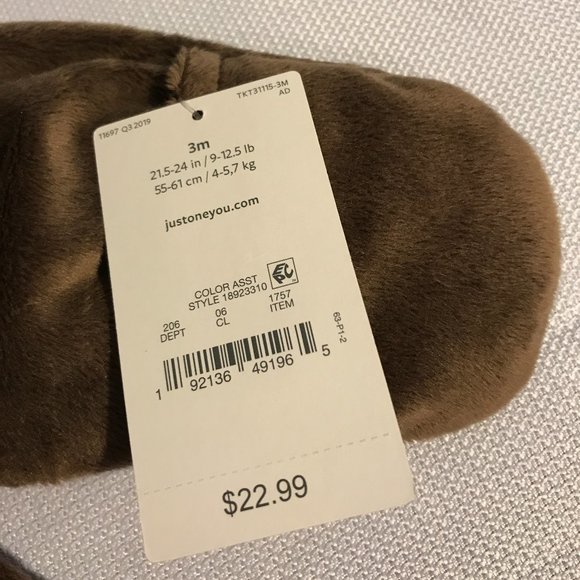 11697 Q3.2019
TKT31115-3M
AD
3m
21.5-24 in / 9-12.5 lb
55-61 cm / 4-5,7 kg
justoneyou.com
EPC
COLOR ASST
STYLE 18923310
206 06 1757
DEPT CL ITEM
63-P1-2
1 92136 49196 5
$22.99